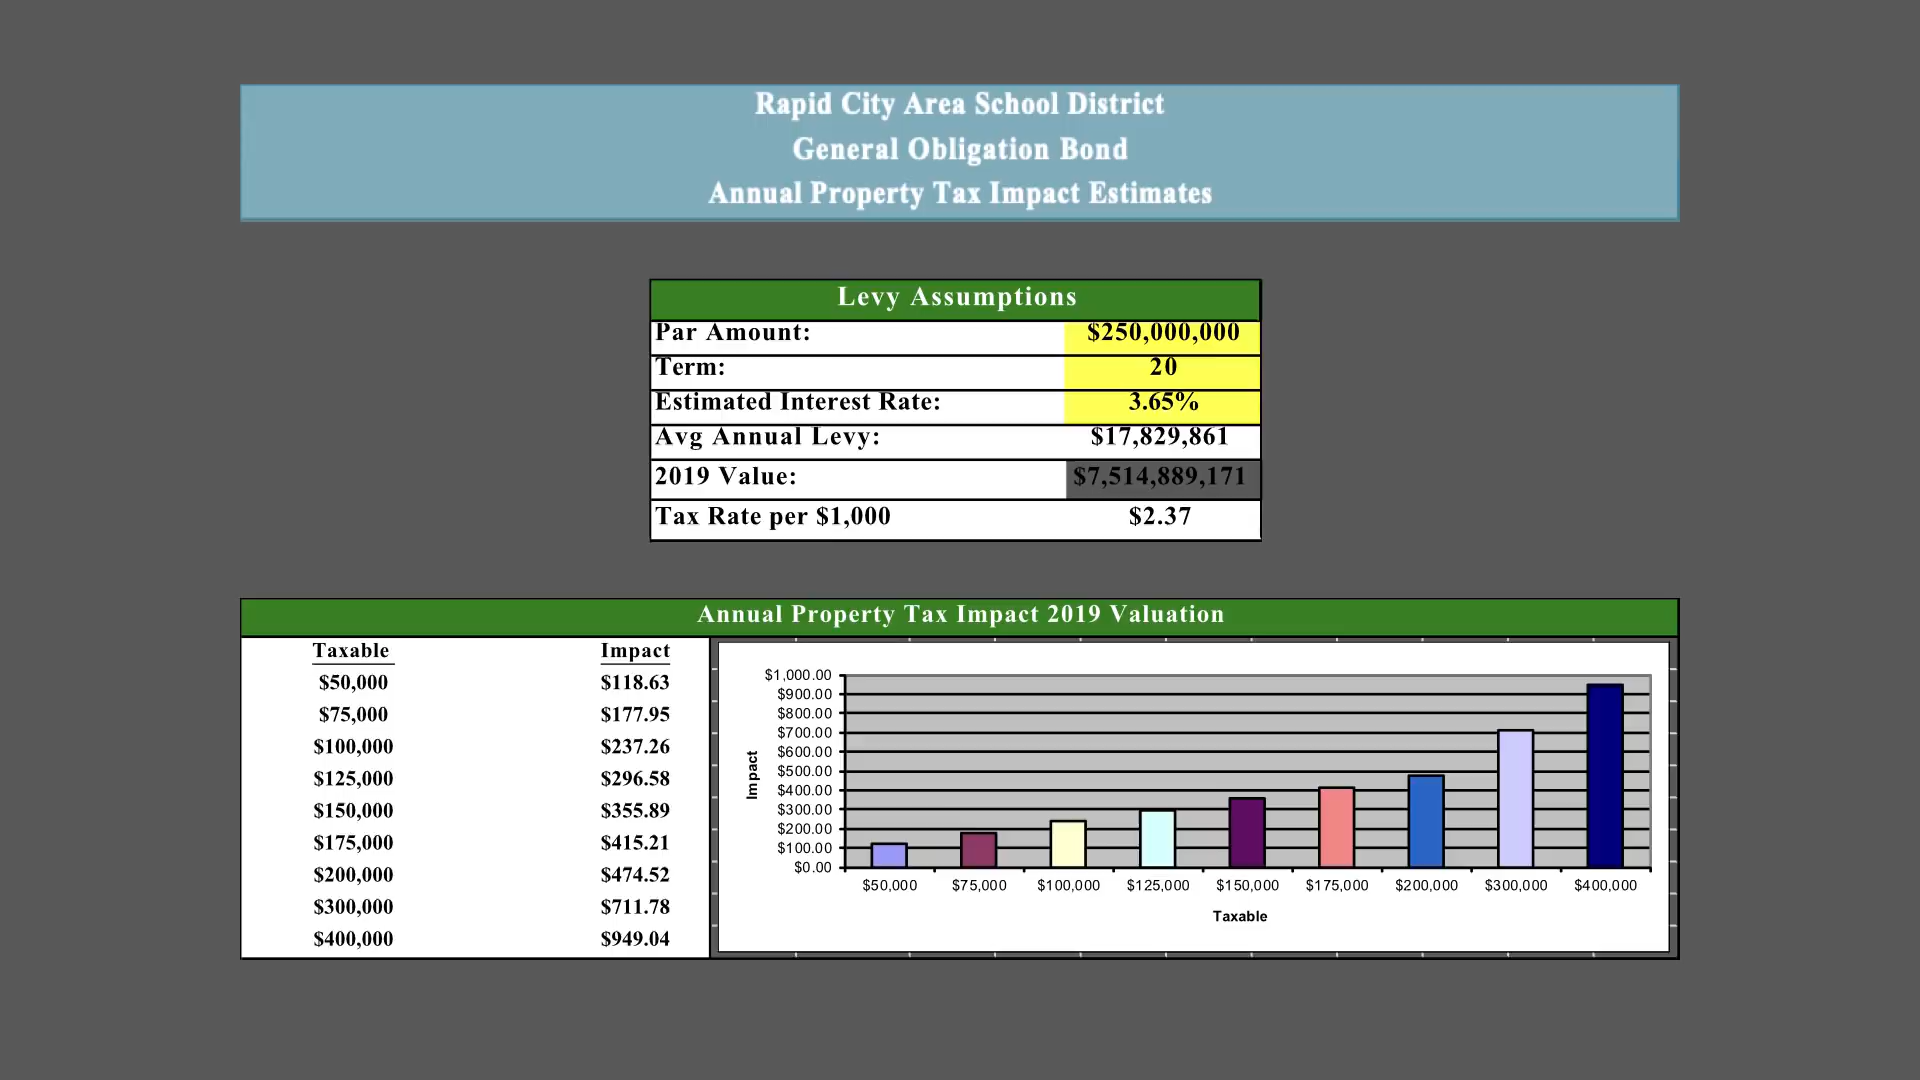 Rapid City Area School District
General Obligation Bond
Annual Property Tax Impact Estimates
Levy Assumptions
Par Amount: $250,000,000
Term: 20
Estimated Interest Rate: 3.65%
Avg Annual Levy: $17,829,861
2019 Value: $7,514,889,171
Tax Rate per $1,000 $2.37
Annual Property Tax Impact 2019 Valuation
Taxable Impact
$50,000 $118.63
$75,000 $177.95
$100,000 $237.26
$125,000 $296.58
$150,000 $355.89
$175,000 $415.21
$200,000 $474.52
$300,000 $711.78
$400,000 $949.04
Impact
$1,000.00
$900.00
$800.00
$700.00
$600.00
$500.00
$400.00
$300.00
$200.00
$100.00
$0.00
$50,000 $75,000 $100,000 $125,000 $150,000 $175,000 $200,000 $300,000 $400,000
Taxable